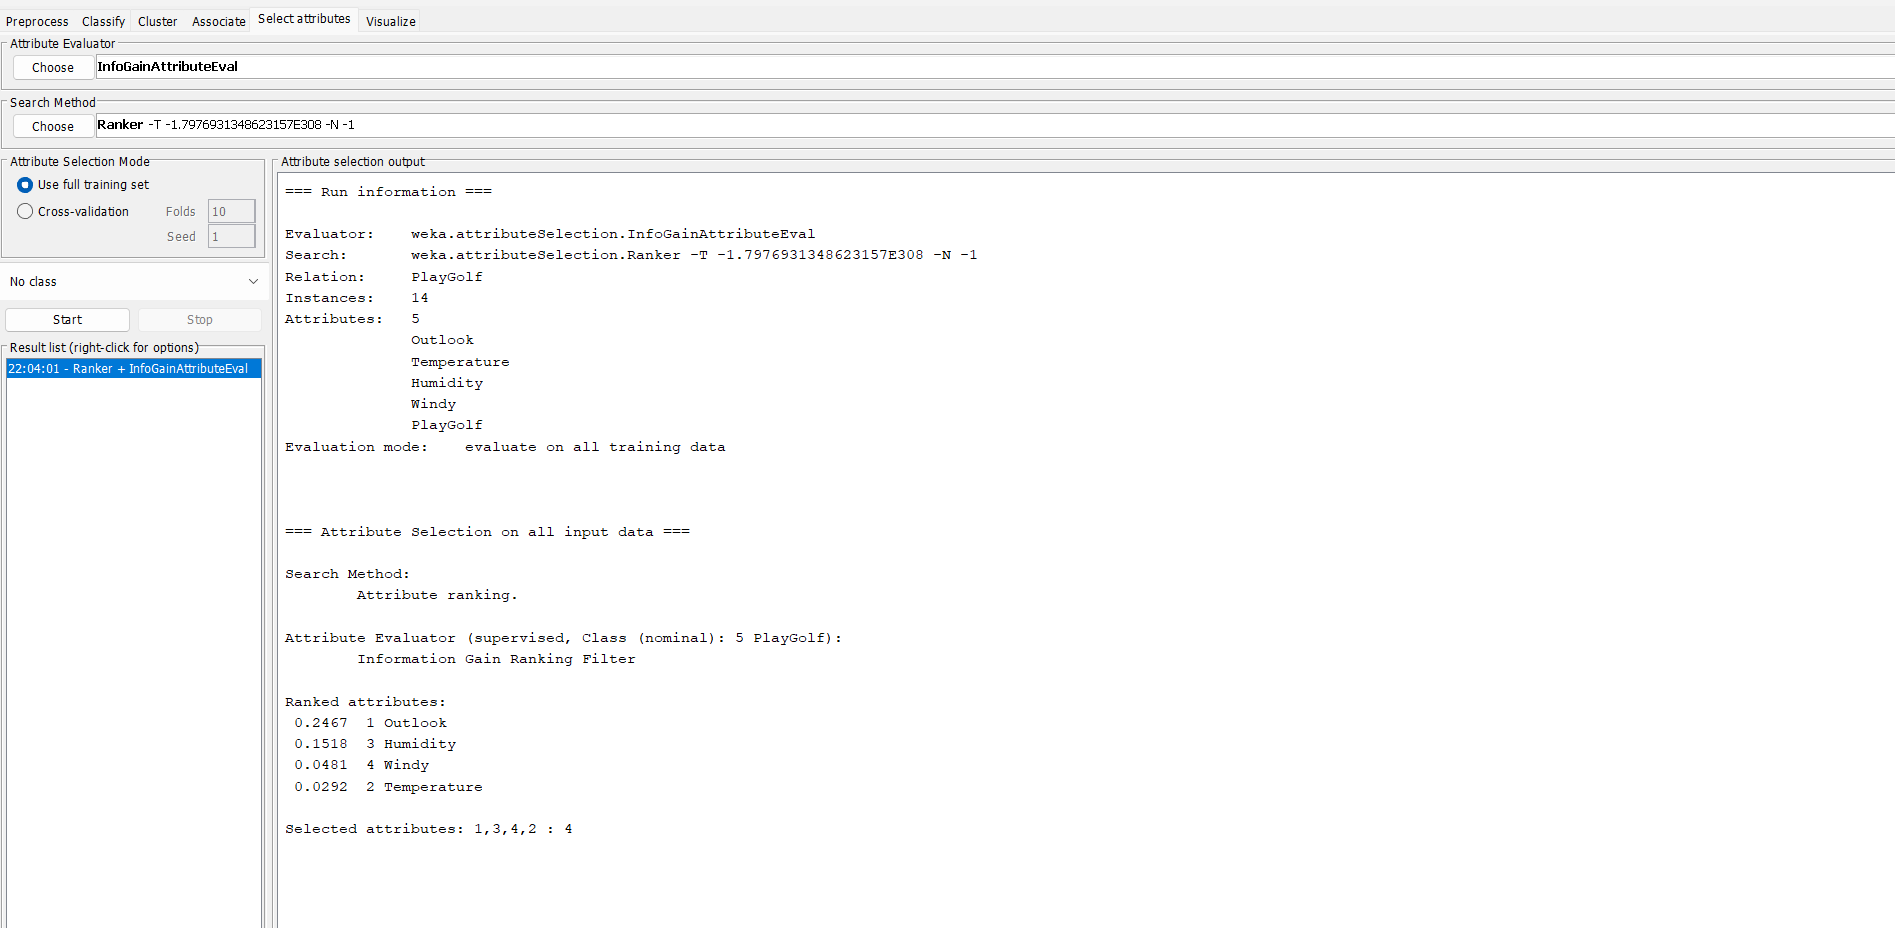 Preprocess Classify Cluster Associate Select attributes Visualize
Attribute Evaluator
Choose InfoGainAttributeEval
Search Method
Choose Ranker -T -1.7976931348623157E308 -N -1
Attribute Selection Mode
Use full training set
Cross-validation Folds 10
Seed 1
No class
Start Stop
Result list (right-click for options)
22:04:01 - Ranker + InfoGainAttributeEval
Attribute selection output
=== Run information ===
Evaluator: weka.attributeSelection.InfoGainAttributeEval
Search: weka.attributeSelection.Ranker -T -1.7976931348623157E308 -N -1
Relation: PlayGolf
Instances: 14
Attributes: 5
Outlook
Temperature
Humidity
Windy
PlayGolf
Evaluation mode: evaluate on all training data
=== Attribute Selection on all input data ===
Search Method:
Attribute ranking.
Attribute Evaluator (supervised, Class (nominal): 5 PlayGolf):
Information Gain Ranking Filter
Ranked attributes:
0.2467 1 Outlook
0.1518 3 Humidity
0.0481 4 Windy
0.0292 2 Temperature
Selected attributes: 1,3,4,2 : 4